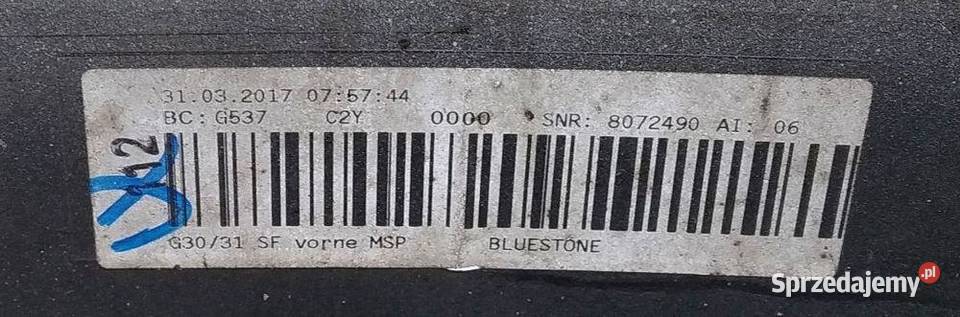 31.03.2017 07:57:44
BC: G537 C2Y 0000 SNR: 8072490 AI: 06
12
G30/31 SF vorne MSP BLUESTONE
Sprzedajemy.pl